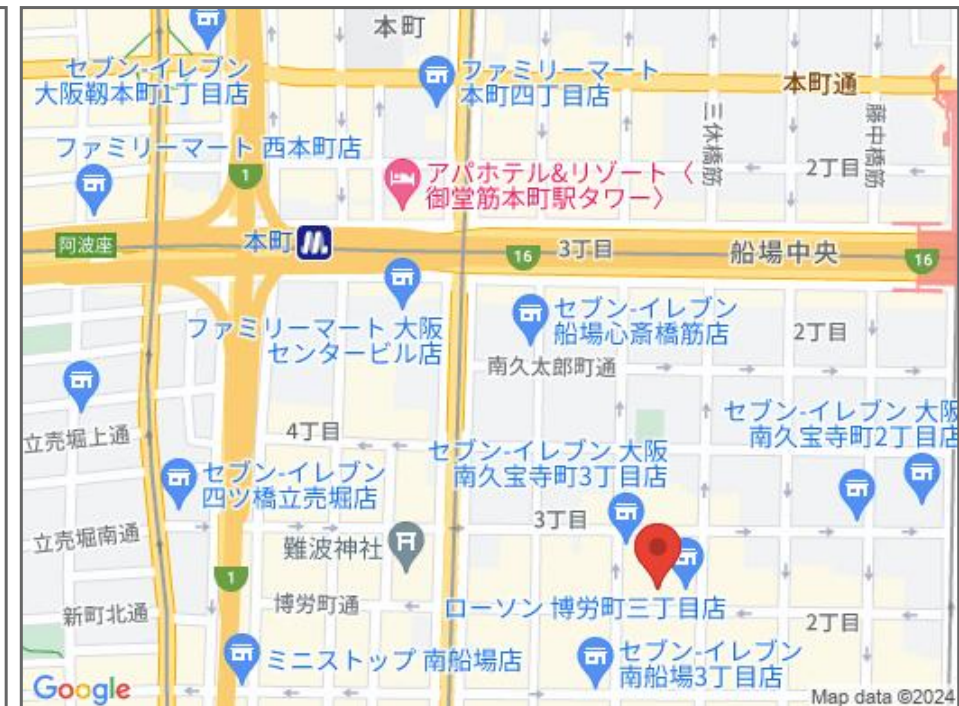 本町
セブン-イレブン
大阪靱本町1丁目店
ファミリーマート
本町四丁目店
本町通
三休橋筋
藤中橋筋
ファミリーマート 西本町店
1
アパホテル&リゾート〈
御堂筋本町駅タワー〉
2丁目
阿波座
本町
16
3丁目
船場中央
16
ファミリーマート 大阪
センタービル店
セブン-イレブン
船場心斎橋筋店
2丁目
南久太郎町通
立売堀上通
4丁目
セブン-イレブン 大阪
南久宝寺町3丁目店
セブン-イレブン 大阪
南久宝寺町2丁目店
セブン-イレブン
四ツ橋立売堀店
立売堀南通
難波神社
3丁目
1
新町北通
博労町通
ローソン 博労町三丁目店
2丁目
ミニストップ 南船場店
セブン-イレブン
南船場3丁目店
Google
Map data ©2024